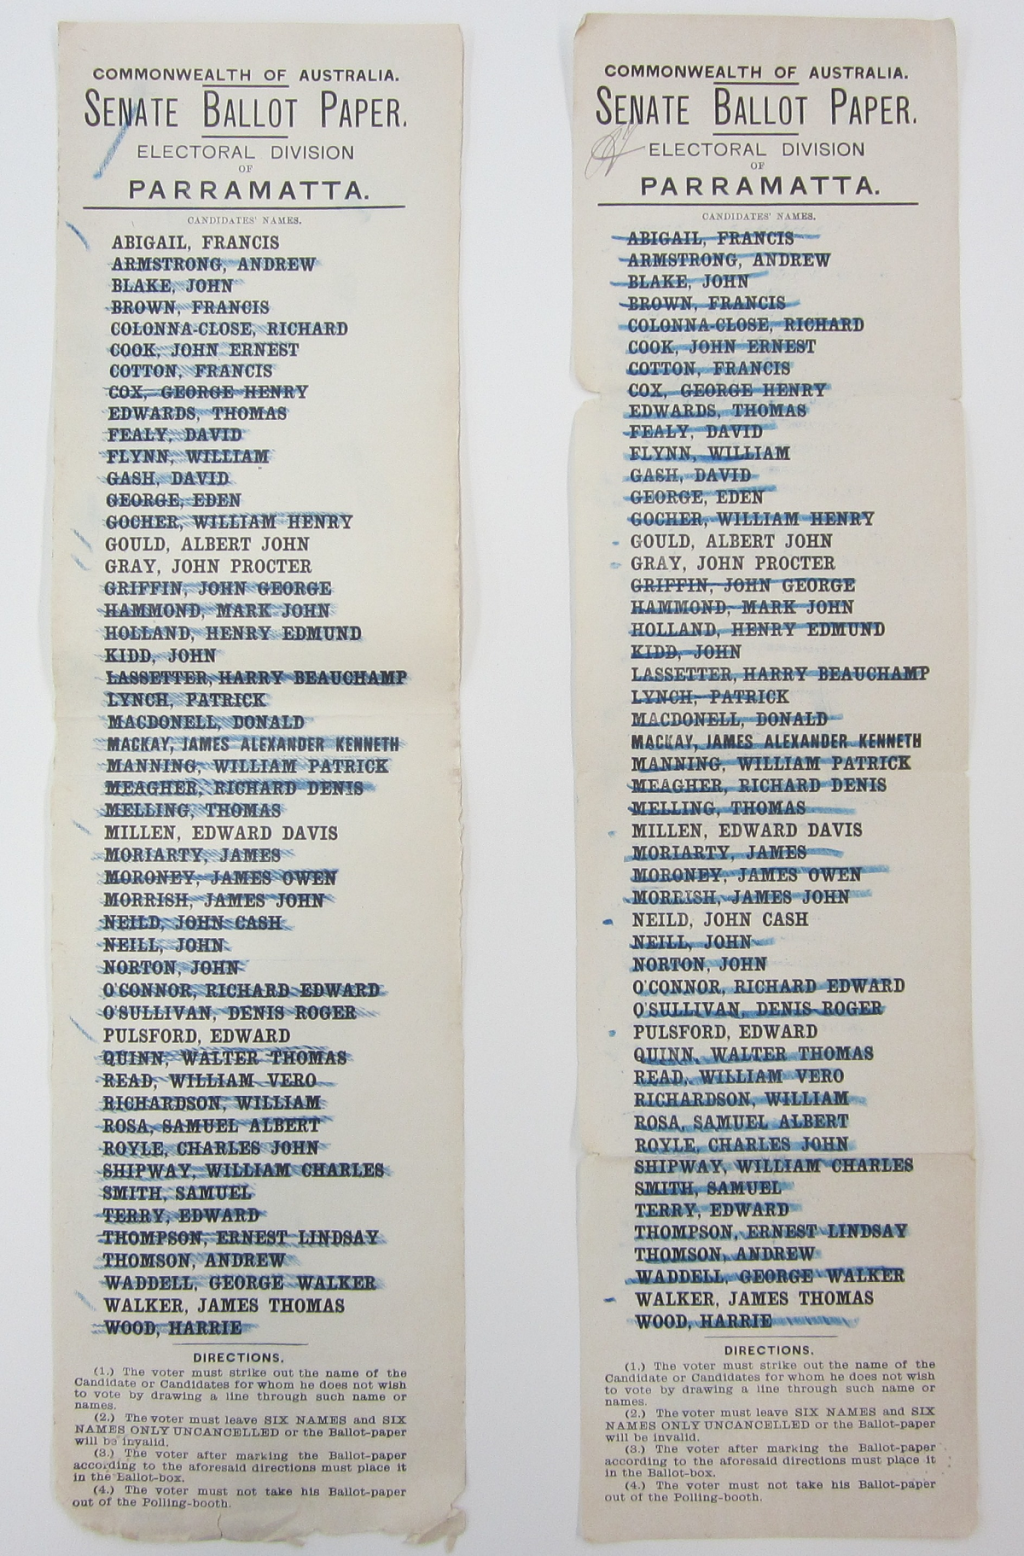 COMMONWEALTH OF AUSTRALIA.
SENATE BALLOT PAPER.
ELECTORAL DIVISION
OF
PARRAMATTA.
CANDIDATES' NAMES.
ABIGAIL, FRANCIS
ARMSTRONG, ANDREW
BLAKE, JOHN
BROWN, FRANCIS
COLONNA-CLOSE, RICHARD
COOK, JOHN ERNEST
COTTON, FRANCIS
COX, GEORGE HENRY
EDWARDS, THOMAS
FEALY, DAVID
FLYNN, WILLIAM
GASH, DAVID
GEORGE, EDEN
GOCHER, WILLIAM HENRY
GOULD, ALBERT JOHN
GRAY, JOHN PROCTER
GRIFFIN, JOHN GEORGE
HAMMOND, MARK JOHN
HOLLAND, HENRY EDMUND
KIDD, JOHN
LASSETTER, HARRY BEAUCHAMP
LYNCH, PATRICK
MACDONELL, DONALD
MACKAY, JAMES ALEXANDER KENNETH
MANNING, WILLIAM PATRICK
MEAGHER, RICHARD DENIS
MELLING, THOMAS
MILLEN, EDWARD DAVIS
MORIARTY, JAMES
MORONEY, JAMES OWEN
MORRISH, JAMES JOHN
NEILD, JOHN CASH
NEILL, JOHN
NORTON, JOHN
O'CONNOR, RICHARD EDWARD
O'SULLIVAN, DENIS ROGER
PULSFORD, EDWARD
QUINN, WALTER THOMAS
READ, WILLIAM VERO
RICHARDSON, WILLIAM
ROSA, SAMUEL ALBERT
ROYLE, CHARLES JOHN
SHIPWAY, WILLIAM CHARLES
SMITH, SAMUEL
TERRY, EDWARD
THOMPSON, ERNEST LINDSAY
THOMSON, ANDREW
WADDELL, GEORGE WALKER
WALKER, JAMES THOMAS
WOOD, HARRIE
DIRECTIONS.
(1.) The voter must strike out the name of the
Candidate or Candidates for whom he does not wish
to vote by drawing a line through such name or
names.
(2.) The voter must leave SIX NAMES and SIX
NAMES ONLY UNCANCELLED or the Ballot-paper
will be invalid.
(3.) The voter after marking the Ballot-paper
according to the aforesaid directions must place it
in the Ballot-box.
(4.) The voter must not take his Ballot-paper
out of the Polling-booth.
COMMONWEALTH OF AUSTRALIA.
SENATE BALLOT PAPER.
ELECTORAL DIVISION
OF
PARRAMATTA.
CANDIDATES' NAMES.
ABIGAIL, FRANCIS
ARMSTRONG, ANDREW
BLAKE, JOHN
BROWN, FRANCIS
COLONNA-CLOSE, RICHARD
COOK, JOHN ERNEST
COTTON, FRANCIS
COX, GEORGE HENRY
EDWARDS, THOMAS
FEALY, DAVID
FLYNN, WILLIAM
GASH, DAVID
GEORGE, EDEN
GOCHER, WILLIAM HENRY
GOULD, ALBERT JOHN
GRAY, JOHN PROCTER
GRIFFIN, JOHN GEORGE
HAMMOND, MARK JOHN
HOLLAND, HENRY EDMUND
KIDD, JOHN
LASSETTER, HARRY BEAUCHAMP
LYNCH, PATRICK
MACDONELL, DONALD
MACKAY, JAMES ALEXANDER KENNETH
MANNING, WILLIAM PATRICK
MEAGHER, RICHARD DENIS
MELLING, THOMAS
MILLEN, EDWARD DAVIS
MORIARTY, JAMES
MORONEY, JAMES OWEN
MORRISH, JAMES JOHN
NEILD, JOHN CASH
NEILL, JOHN
NORTON, JOHN
O'CONNOR, RICHARD EDWARD
O'SULLIVAN, DENIS ROGER
PULSFORD, EDWARD
QUINN, WALTER THOMAS
READ, WILLIAM VERO
RICHARDSON, WILLIAM
ROSA, SAMUEL ALBERT
ROYLE, CHARLES JOHN
SHIPWAY, WILLIAM CHARLES
SMITH, SAMUEL
TERRY, EDWARD
THOMPSON, ERNEST LINDSAY
THOMSON, ANDREW
WADDELL, GEORGE WALKER
WALKER, JAMES THOMAS
WOOD, HARRIE
DIRECTIONS.
(1.) The voter must strike out the name of the
Candidate or Candidates for whom he does not wish
to vote by drawing a line through such name or
names.
(2.) The voter must leave SIX NAMES and SIX
NAMES ONLY UNCANCELLED or the Ballot-paper
will be invalid.
(3.) The voter after marking the Ballot-paper
according to the aforesaid directions must place it
in the Ballot-box.
(4.) The voter must not take his Ballot-paper
out of the Polling-booth.